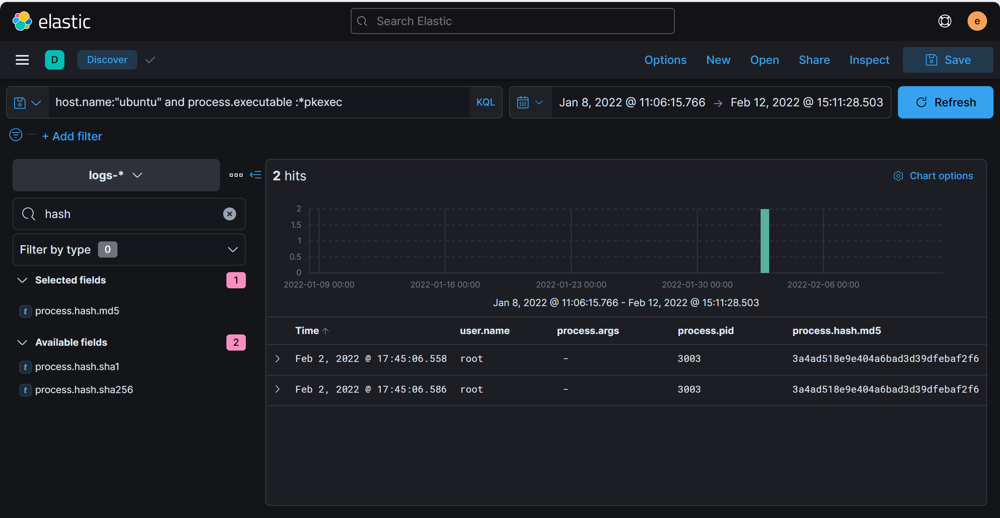 elastic
Search Elastic
e
D
Discover
Options
New
Open
Share
Inspect
Save
host.name:"ubuntu" and process.executable :*pkexec
KQL
Jan 8, 2022 @ 11:06:15.766 → Feb 12, 2022 @ 15:11:28.503
Refresh
+ Add filter
logs-*
hash
Filter by type 0
Selected fields 1
t process.hash.md5
Available fields 2
t process.hash.sha1
t process.hash.sha256
2 hits
Chart options
2
1.5
1
0.5
0
2022-01-09 00:00
2022-01-16 00:00
2022-01-23 00:00
2022-01-30 00:00
2022-02-06 00:00
Jan 8, 2022 @ 11:06:15.766 - Feb 12, 2022 @ 15:11:28.503
Time ↑ user.name process.args process.pid process.hash.md5
Feb 2, 2022 @ 17:45:06.558 root - 3003 3a4ad518e9e404a6bad3d39dfebaf2f6
Feb 2, 2022 @ 17:45:06.586 root - 3003 3a4ad518e9e404a6bad3d39dfebaf2f6